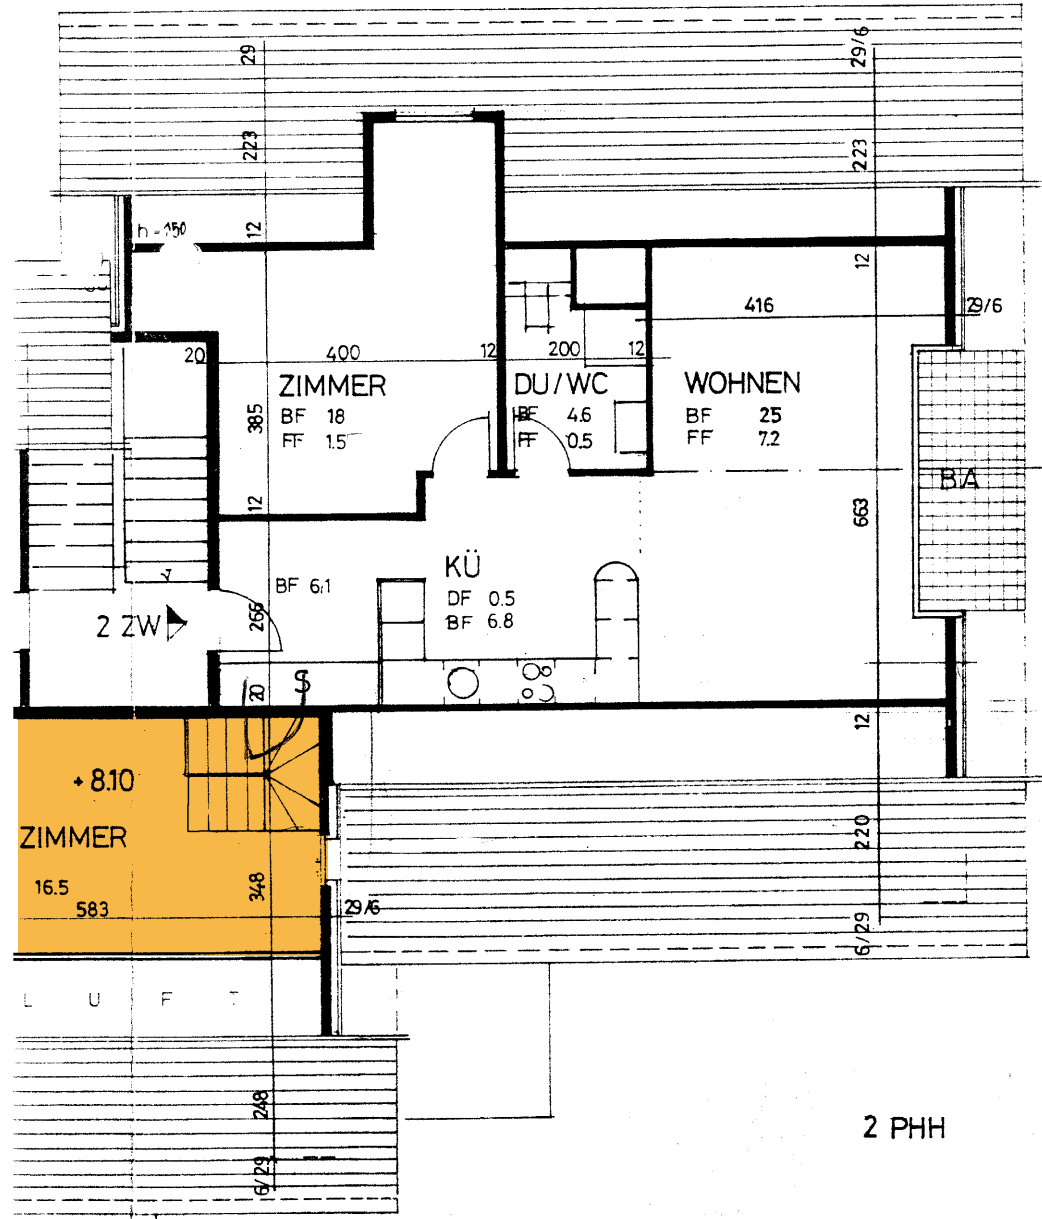 29
29/6
223
223
h=150
12
12
416
29/6
20
400
12
200
12
ZIMMER
BF 18
FF 1.5
DU/WC
BF 4.6
FF 0.5
WOHNEN
BF 25
FF 7.2
385
12
BA
663
KÜ
DF 0.5
BF 6.8
BF 6.1
266
2 ZW
S
20
12
+ 8.10
ZIMMER
16.5
583
348
29/6
220
6/29
L U F T
248
6/29
2 PHH